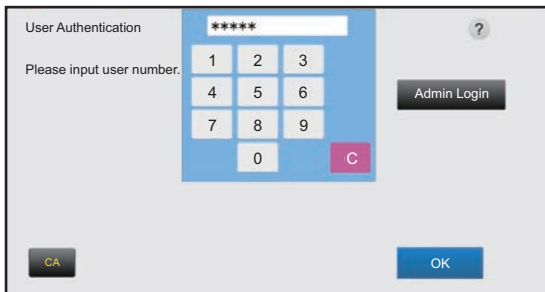 User Authentication
*****
?
Please input user number.
1 2 3
4 5 6
7 8 9
0 C
Admin Login
CA
OK